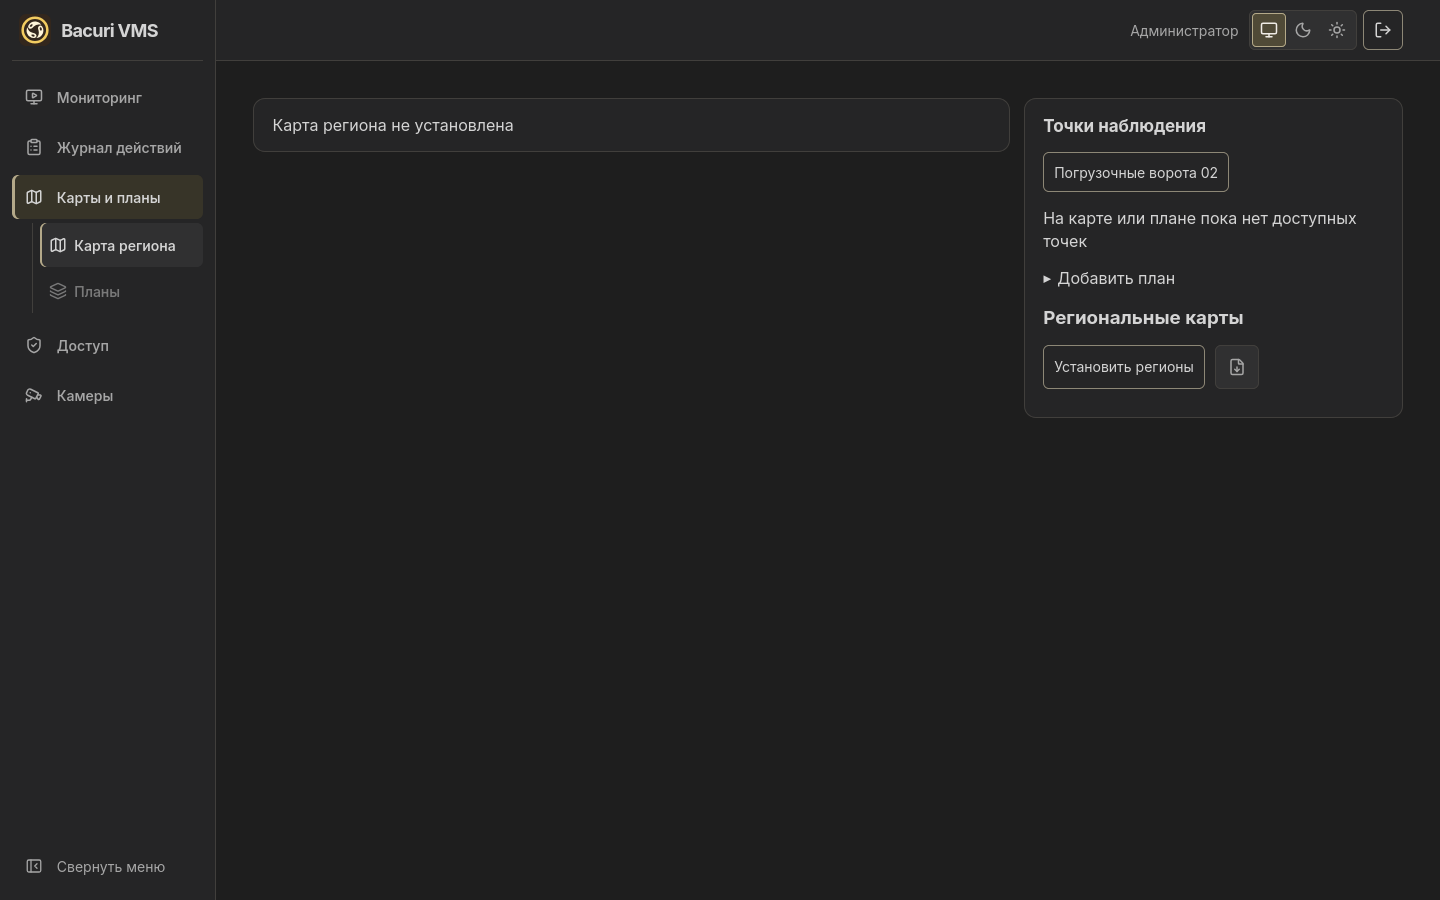 Bacuri VMS
Администратор
Мониторинг
Журнал действий
Карты и планы
Карта региона
Планы
Доступ
Камеры
Свернуть меню
Карта региона не установлена
Точки наблюдения
Погрузочные ворота 02
На карте или плане пока нет доступных
точек
Добавить план
Региональные карты
Установить регионы